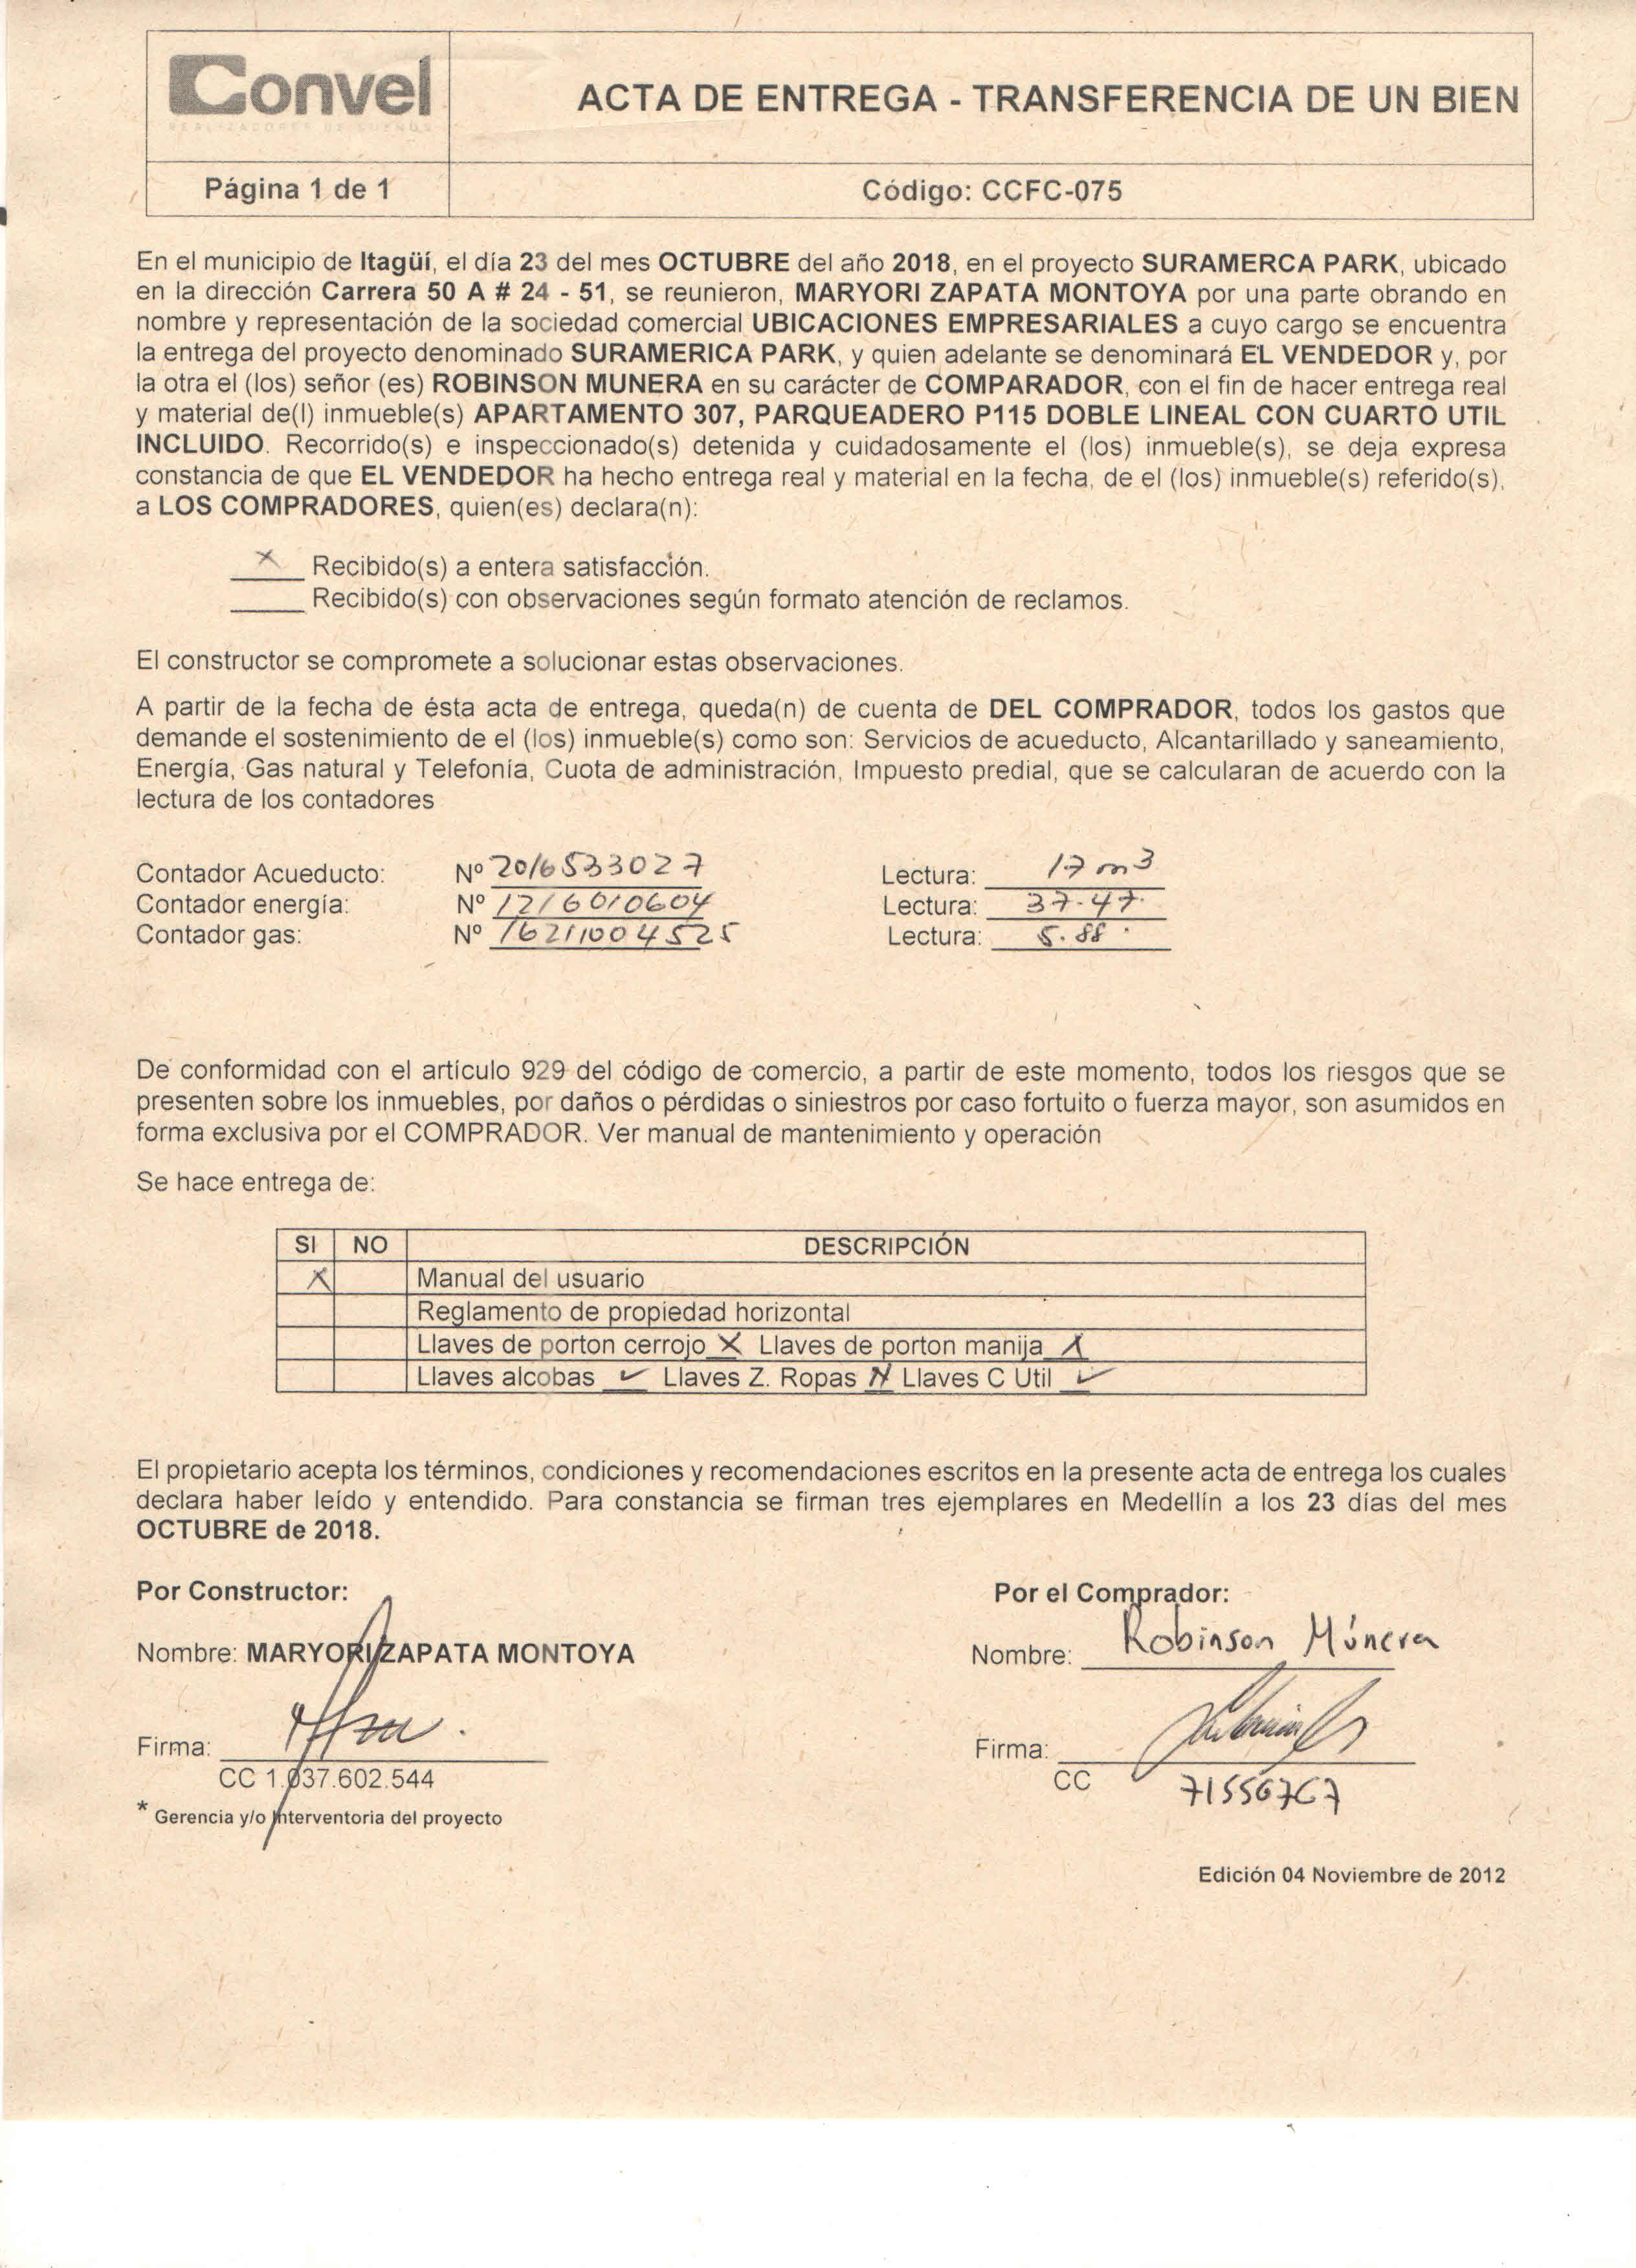 Convel
REALIZADORES DE SUEÑOS
ACTA DE ENTREGA - TRANSFERENCIA DE UN BIEN
Página 1 de 1
Código: CCFC-075
En el municipio de Itagüí, el día 23 del mes OCTUBRE del año 2018, en el proyecto SURAMERCA PARK, ubicado
en la dirección Carrera 50 A # 24 - 51, se reunieron, MARYORI ZAPATA MONTOYA por una parte obrando en
nombre y representación de la sociedad comercial UBICACIONES EMPRESARIALES a cuyo cargo se encuentra
la entrega del proyecto denominado SURAMERICA PARK, y quien adelante se denominará EL VENDEDOR y, por
la otra el (los) señor (es) ROBINSON MUNERA en su carácter de COMPARADOR, con el fin de hacer entrega real
y material de(l) inmueble(s) APARTAMENTO 307, PARQUEADERO P115 DOBLE LINEAL CON CUARTO UTIL
INCLUIDO. Recorrido(s) e inspeccionado(s) detenida y cuidadosamente el (los) inmueble(s), se deja expresa
constancia de que EL VENDEDOR ha hecho entrega real y material en la fecha, de el (los) inmueble(s) referido(s),
a LOS COMPRADORES, quien(es) declara(n):
X Recibido(s) a entera satisfacción.
Recibido(s) con observaciones según formato atención de reclamos.
El constructor se compromete a solucionar estas observaciones.
A partir de la fecha de ésta acta de entrega, queda(n) de cuenta de DEL COMPRADOR, todos los gastos que
demande el sostenimiento de el (los) inmueble(s) como son: Servicios de acueducto, Alcantarillado y saneamiento,
Energía, Gas natural y Telefonía, Cuota de administración, Impuesto predial, que se calcularan de acuerdo con la
lectura de los contadores
Contador Acueducto: Nº 2016533027 Lectura: 17 m3
Contador energía: Nº 1216010604 Lectura: 37.47
Contador gas: Nº 16211004525 Lectura: 5.88
De conformidad con el artículo 929 del código de comercio, a partir de este momento, todos los riesgos que se
presenten sobre los inmuebles, por daños o pérdidas o siniestros por caso fortuito o fuerza mayor, son asumidos en
forma exclusiva por el COMPRADOR. Ver manual de mantenimiento y operación
Se hace entrega de:
SI NO DESCRIPCIÓN
X Manual del usuario
Reglamento de propiedad horizontal
Llaves de porton cerrojo X Llaves de porton manija X
Llaves alcobas ✓ Llaves Z. Ropas N Llaves C Util ✓
El propietario acepta los términos, condiciones y recomendaciones escritos en la presente acta de entrega los cuales
declara haber leído y entendido. Para constancia se firman tres ejemplares en Medellín a los 23 días del mes
OCTUBRE de 2018.
Por Constructor: Por el Comprador:
Nombre: MARYORI ZAPATA MONTOYA Nombre: Robinson Múnera
Firma: Firma:
CC 1.037.602.544 CC 71556767
* Gerencia y/o Interventoria del proyecto
Edición 04 Noviembre de 2012